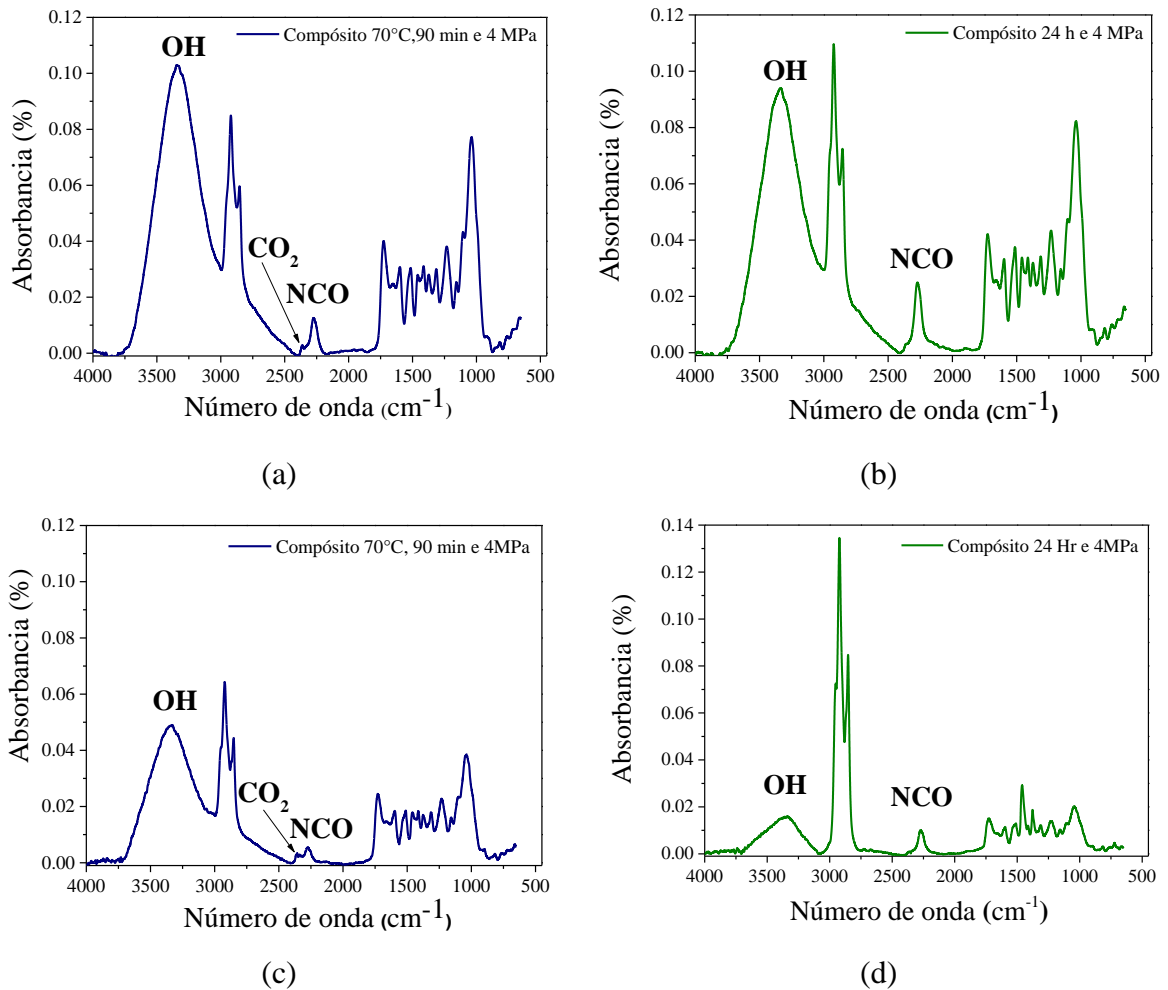 Compósito 70°C,90 min e 4 MPa
OH
CO2
NCO
Absorbancia (%)
0.12
0.10
0.08
0.06
0.04
0.02
0.00
4000 3500 3000 2500 2000 1500 1000 500
Número de onda (cm-1)
(a)
Compósito 24 h e 4 MPa
OH
NCO
Absorbancia (%)
0.12
0.10
0.08
0.06
0.04
0.02
0.00
4000 3500 3000 2500 2000 1500 1000 500
Número de onda (cm-1)
(b)
Compósito 70°C, 90 min e 4MPa
OH
CO2
NCO
Absorbancia (%)
0.12
0.10
0.08
0.06
0.04
0.02
0.00
4000 3500 3000 2500 2000 1500 1000 500
Número de onda (cm-1)
(c)
Compósito 24 Hr e 4MPa
OH
NCO
Absorbancia (%)
0.14
0.12
0.10
0.08
0.06
0.04
0.02
0.00
4000 3500 3000 2500 2000 1500 1000 500
Número de onda (cm-1)
(d)